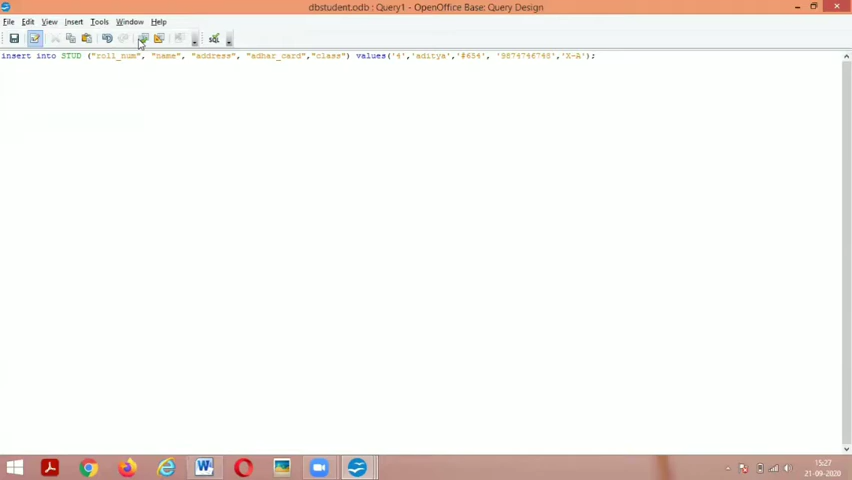 dbstudent.odb : Query1 - OpenOffice Base: Query Design
File Edit View Insert Tools Window Help
insert into STUD ("roll_num", "name", "address", "adhar_card","class") values('4','aditya','#654', '9874746748','X-A');
15:27
21-09-2020